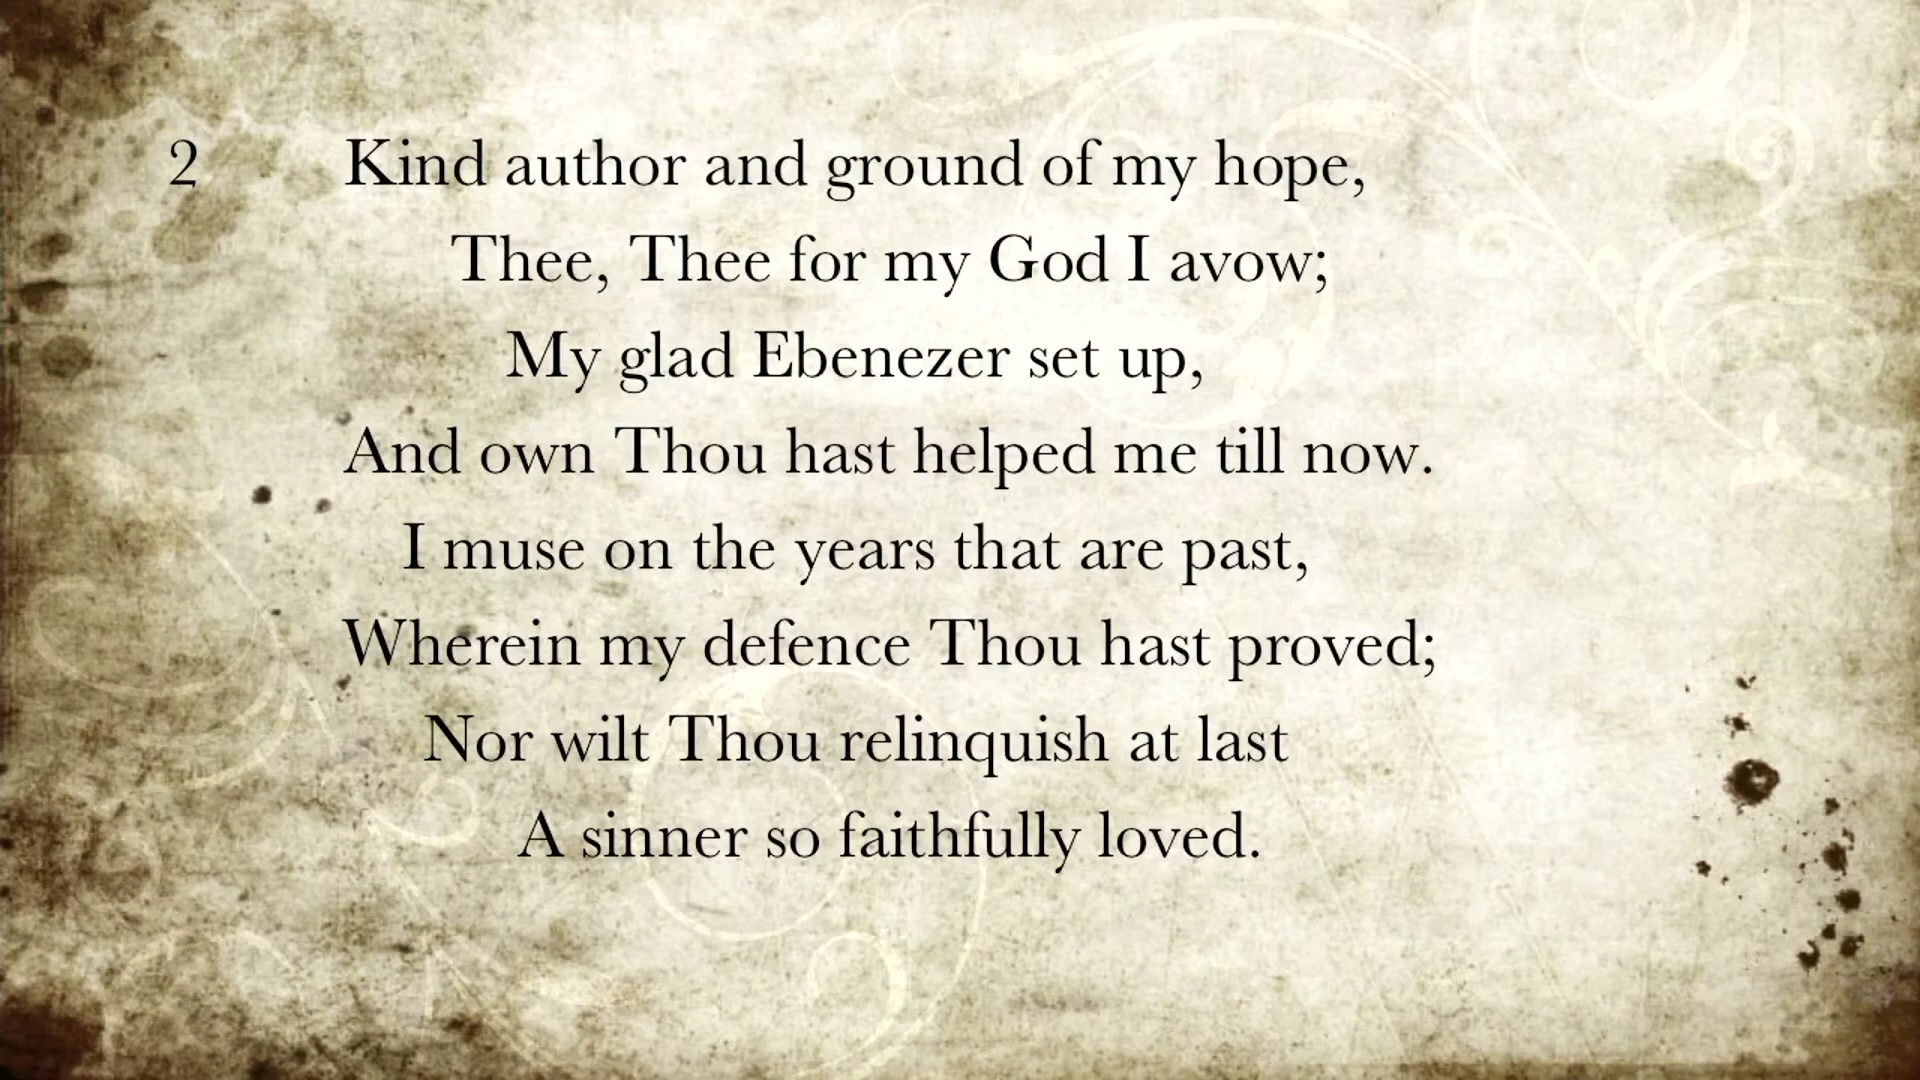 2 Kind author and ground of my hope,
Thee, Thee for my God I avow;
My glad Ebenezer set up,
And own Thou hast helped me till now.
I muse on the years that are past,
Wherein my defence Thou hast proved;
Nor wilt Thou relinquish at last
A sinner so faithfully loved.